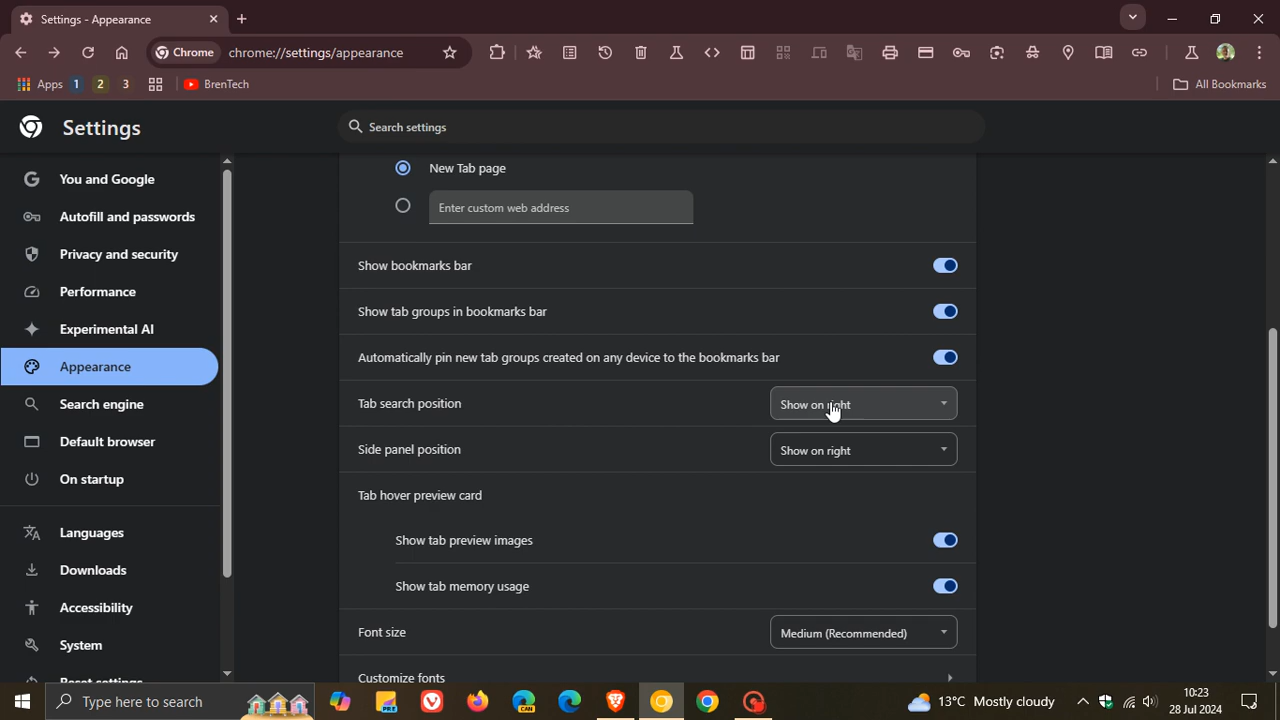 Settings - Appearance
Chrome chrome://settings/appearance
Apps 1 2 3 BrenTech All Bookmarks
Settings
Search settings
You and Google
Autofill and passwords
Privacy and security
Performance
Experimental AI
Appearance
Search engine
Default browser
On startup
Languages
Downloads
Accessibility
System
Reset settings
New Tab page
Enter custom web address
Show bookmarks bar
Show tab groups in bookmarks bar
Automatically pin new tab groups created on any device to the bookmarks bar
Tab search position Show on right
Side panel position Show on right
Tab hover preview card
Show tab preview images
Show tab memory usage
Font size Medium (Recommended)
Customize fonts
Type here to search
PRE
CAN
13°C Mostly cloudy
10:23
28 Jul 2024